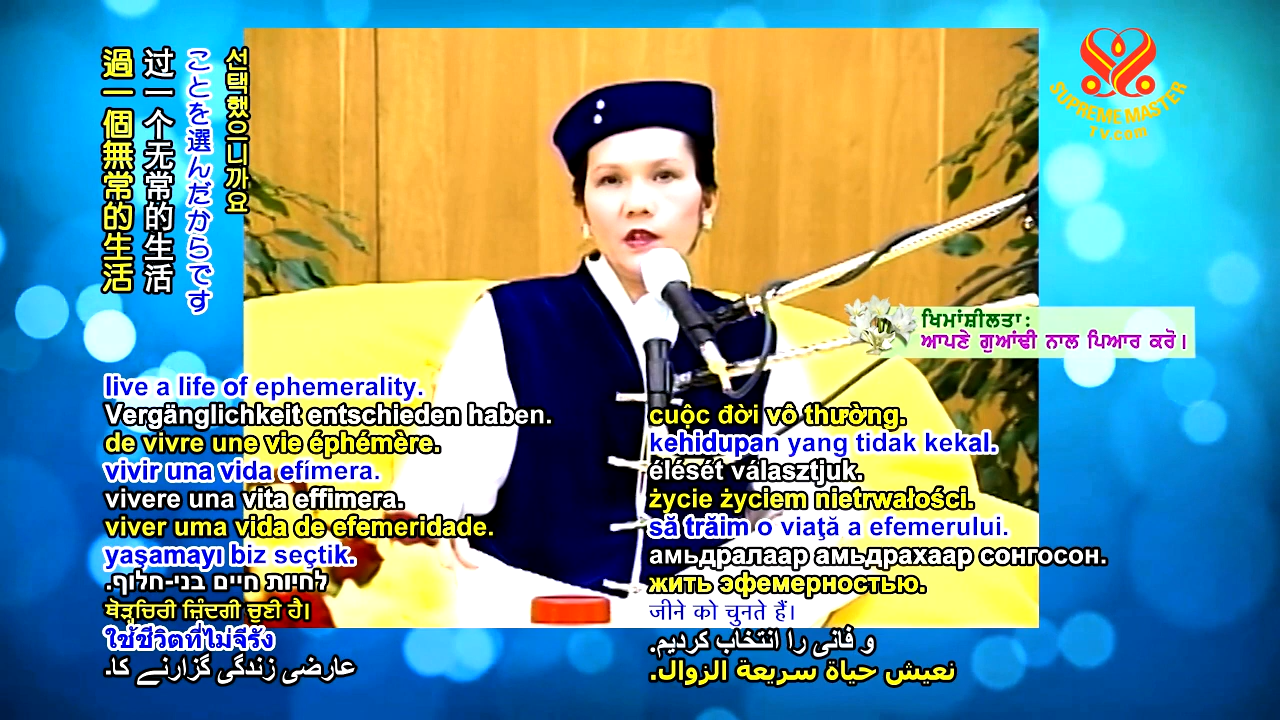 過一個無常的生活
过一个无常的生活
ことを選んだからです
선택했으니까요
SUPREME MASTER
TV.com
ਖਿਮਾਂਸ਼ੀਲਤਾ:
ਆਪਣੇ ਗੁਆਂਢੀ ਨਾਲ ਪਿਆਰ ਕਰੋ।
live a life of ephemerality.
Vergänglichkeit entschieden haben.
de vivre une vie éphémère.
vivir una vida efímera.
vivere una vita effimera.
viver uma vida de efemeridade.
yaşamayı biz seçtik.
לחיות חיים בני-חלוף.
ਥੋੜ੍ਹਚਿਰੀ ਜ਼ਿੰਦਗੀ ਚੁਣੀ ਹੈ।
ใช้ชีวิตที่ไม่จีรัง
عارضی زندگی گزارنے کا.
cuộc đời vô thường.
kehidupan yang tidak kekal.
élését választjuk.
życie życiem nietrwałości.
să trăim o viaţă a efemerului.
амьдралаар амьдрахаар сонгосон.
жить эфемерностью.
जीने को चुनते हैं।
و فانی را انتخاب کردیم.
نعيش حياة سريعة الزوال.